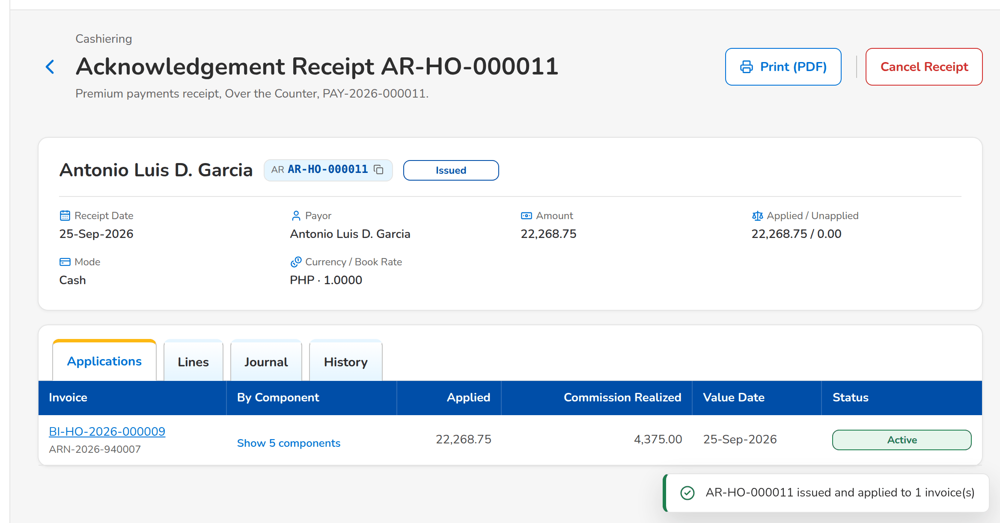 Cashiering
Acknowledgement Receipt AR-HO-000011
Premium payments receipt, Over the Counter, PAY-2026-000011.
Print (PDF)
Cancel Receipt
Antonio Luis D. Garcia
AR AR-HO-000011
Issued
Receipt Date
25-Sep-2026
Payor
Antonio Luis D. Garcia
Amount
22,268.75
Applied / Unapplied
22,268.75 / 0.00
Mode
Cash
Currency / Book Rate
PHP · 1.0000
Applications
Lines
Journal
History
Invoice
By Component
Applied
Commission Realized
Value Date
Status
BI-HO-2026-000009
ARN-2026-940007
Show 5 components
22,268.75
4,375.00
25-Sep-2026
Active
AR-HO-000011 issued and applied to 1 invoice(s)